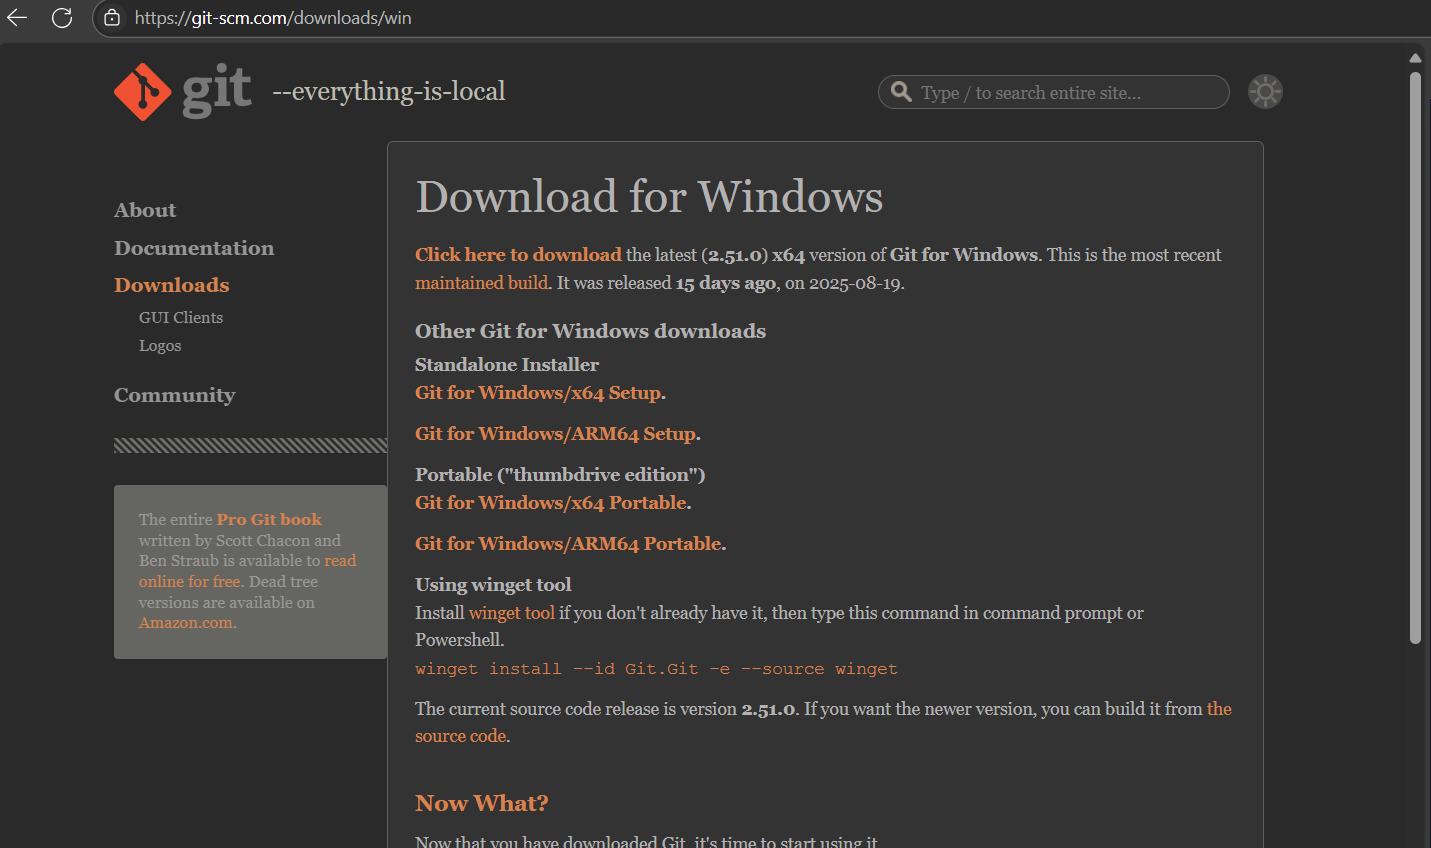 https://git-scm.com/downloads/win
git --everything-is-local
Type / to search entire site...
About
Documentation
Downloads
GUI Clients
Logos
Community
The entire Pro Git book
written by Scott Chacon and
Ben Straub is available to read
online for free. Dead tree
versions are available on
Amazon.com.
Download for Windows
Click here to download the latest (2.51.0) x64 version of Git for Windows. This is the most recent
maintained build. It was released 15 days ago, on 2025-08-19.
Other Git for Windows downloads
Standalone Installer
Git for Windows/x64 Setup.
Git for Windows/ARM64 Setup.
Portable ("thumbdrive edition")
Git for Windows/x64 Portable.
Git for Windows/ARM64 Portable.
Using winget tool
Install winget tool if you don't already have it, then type this command in command prompt or
Powershell.
winget install --id Git.Git -e --source winget
The current source code release is version 2.51.0. If you want the newer version, you can build it from the
source code.
Now What?
Now that you have downloaded Git, it's time to start using it.